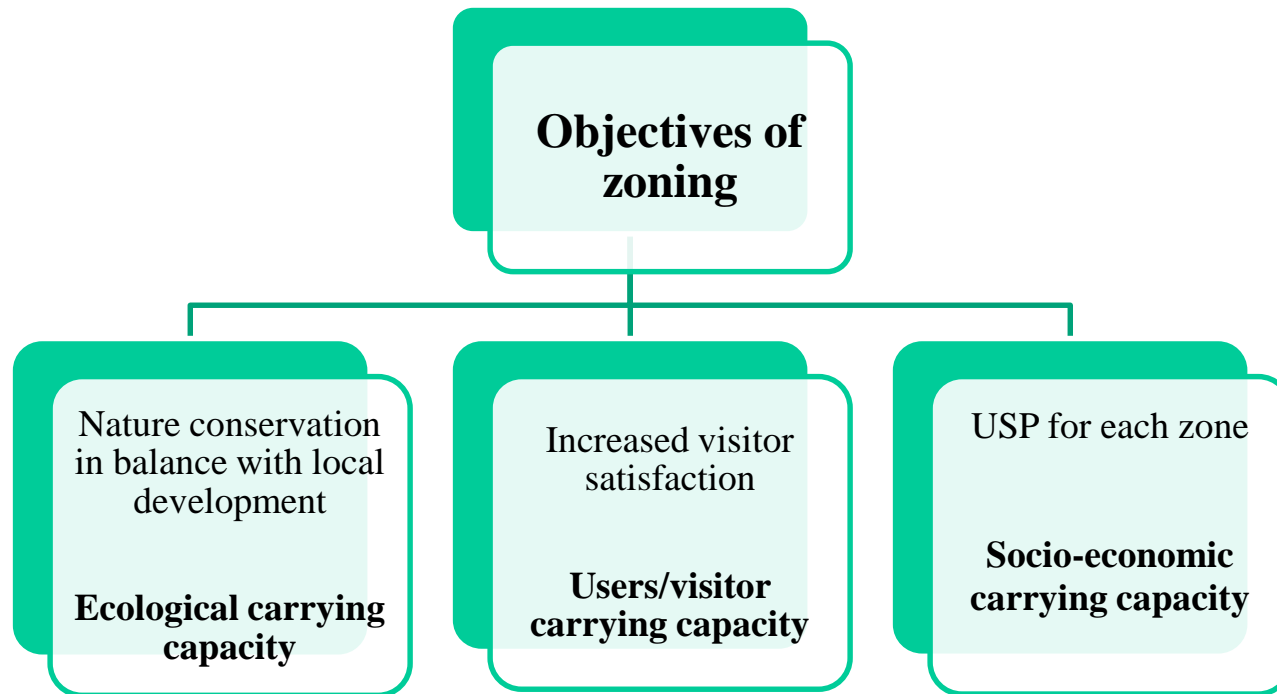 Objectives of
zoning
Nature conservation
in balance with local
development
Ecological carrying
capacity
Increased visitor
satisfaction
Users/visitor
carrying capacity
USP for each zone
Socio-economic
carrying capacity